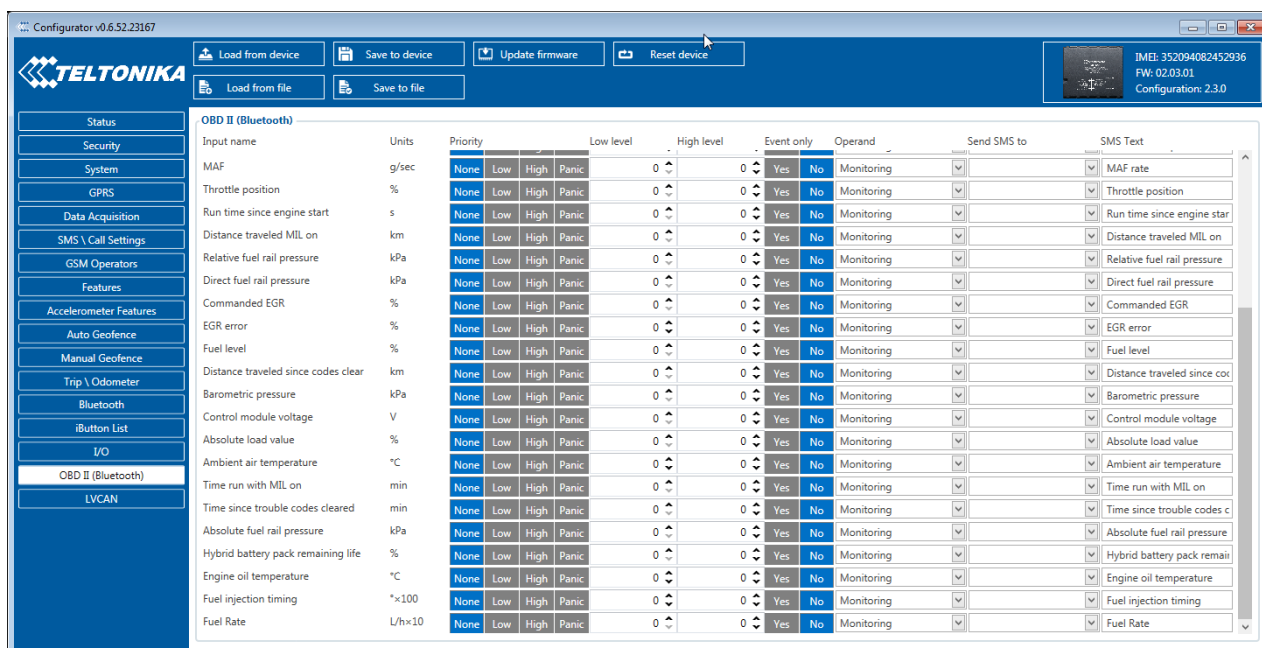 Configurator v0.6.52.23167
TELTONIKA
Load from device Save to device Update firmware Reset device
Load from file Save to file
IMEI: 352094082452936
FW: 02.03.01
Configuration: 2.3.0
Status
Security
System
GPRS
Data Acquisition
SMS \ Call Settings
GSM Operators
Features
Accelerometer Features
Auto Geofence
Manual Geofence
Trip \ Odometer
Bluetooth
iButton List
I/O
OBD II (Bluetooth)
LVCAN
OBD II (Bluetooth)
Input name Units Priority Low level High level Event only Operand Send SMS to SMS Text
MAF g/sec None Low High Panic 0 0 Yes No Monitoring MAF rate
Throttle position % None Low High Panic 0 0 Yes No Monitoring Throttle position
Run time since engine start s None Low High Panic 0 0 Yes No Monitoring Run time since engine star
Distance traveled MIL on km None Low High Panic 0 0 Yes No Monitoring Distance traveled MIL on
Relative fuel rail pressure kPa None Low High Panic 0 0 Yes No Monitoring Relative fuel rail pressure
Direct fuel rail pressure kPa None Low High Panic 0 0 Yes No Monitoring Direct fuel rail pressure
Commanded EGR % None Low High Panic 0 0 Yes No Monitoring Commanded EGR
EGR error % None Low High Panic 0 0 Yes No Monitoring EGR error
Fuel level % None Low High Panic 0 0 Yes No Monitoring Fuel level
Distance traveled since codes clear km None Low High Panic 0 0 Yes No Monitoring Distance traveled since coc
Barometric pressure kPa None Low High Panic 0 0 Yes No Monitoring Barometric pressure
Control module voltage V None Low High Panic 0 0 Yes No Monitoring Control module voltage
Absolute load value % None Low High Panic 0 0 Yes No Monitoring Absolute load value
Ambient air temperature °C None Low High Panic 0 0 Yes No Monitoring Ambient air temperature
Time run with MIL on min None Low High Panic 0 0 Yes No Monitoring Time run with MIL on
Time since trouble codes cleared min None Low High Panic 0 0 Yes No Monitoring Time since trouble codes c
Absolute fuel rail pressure kPa None Low High Panic 0 0 Yes No Monitoring Absolute fuel rail pressure
Hybrid battery pack remaining life % None Low High Panic 0 0 Yes No Monitoring Hybrid battery pack remair
Engine oil temperature °C None Low High Panic 0 0 Yes No Monitoring Engine oil temperature
Fuel injection timing °×100 None Low High Panic 0 0 Yes No Monitoring Fuel injection timing
Fuel Rate L/h×10 None Low High Panic 0 0 Yes No Monitoring Fuel Rate